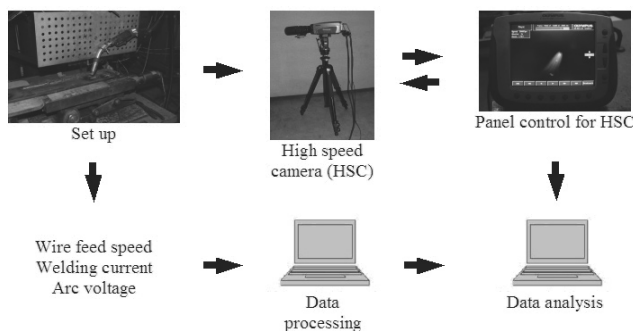 Set up
High speed
camera (HSC)
Panel control for HSC
Wire feed speed
Welding current
Arc voltage
Data
processing
Data analysis